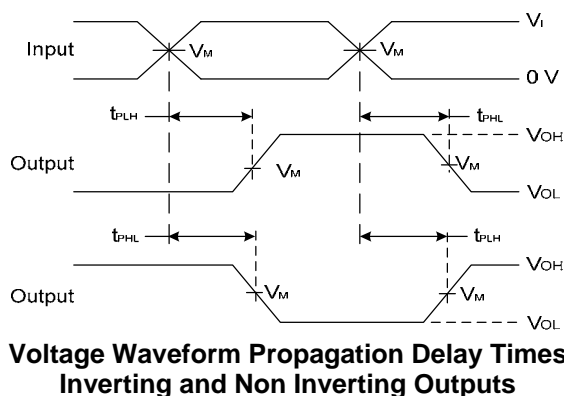 Vı
Input
VM
VM
0 V
tPLH
tPHL
VOH
Output
VM
VM
VOL
tPHL
tPLH
VOH
Output
VM
VM
VOL
Voltage Waveform Propagation Delay Times
Inverting and Non Inverting Outputs